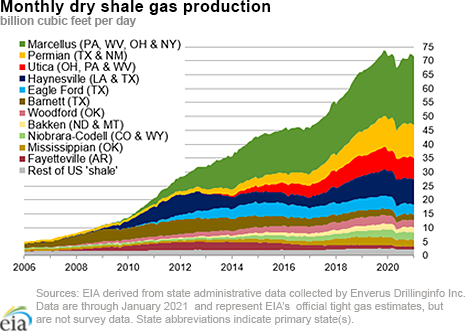 Monthly dry shale gas production
billion cubic feet per day
Marcellus (PA, WV, OH & NY)
Permian (TX & NM)
Utica (OH, PA & WV)
Haynesville (LA & TX)
Eagle Ford (TX)
Barnett (TX)
Woodford (OK)
Bakken (ND & MT)
Niobrara-Codell (CO & WY)
Mississippian (OK)
Fayetteville (AR)
Rest of US 'shale'
75
70
65
60
55
50
45
40
35
30
25
20
15
10
5
0
2006 2008 2010 2012 2014 2016 2018 2020
Sources: EIA derived from state administrative data collected by Enverus Drillinginfo Inc.
Data are through January 2021 and represent EIA's official tight gas estimates, but
are not survey data. State abbreviations indicate primary state(s).
eia